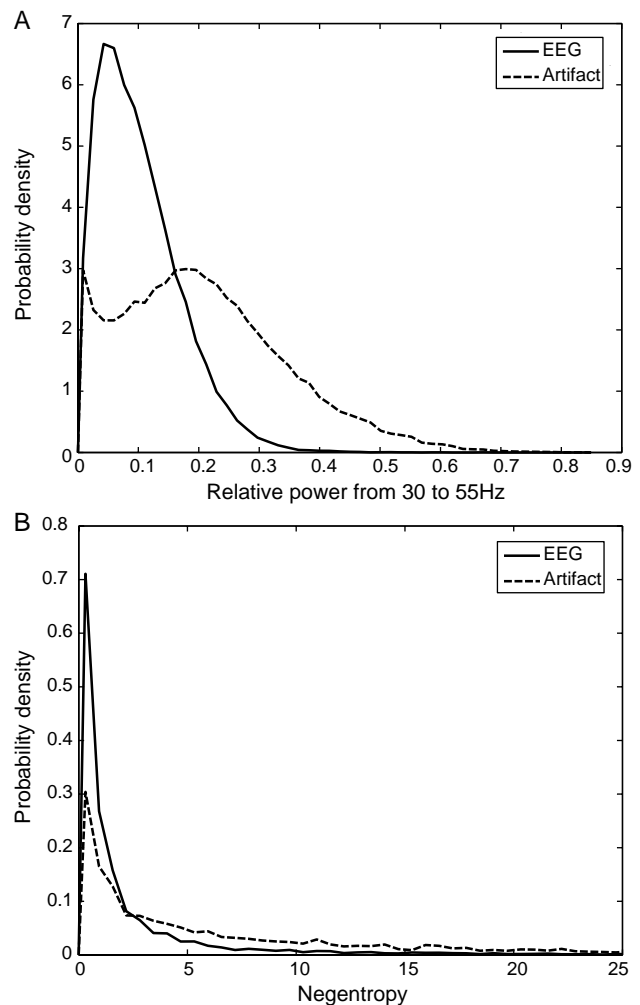 A
7
6
5
4
3
2
1
0
Probability density
EEG
Artifact
0 0.1 0.2 0.3 0.4 0.5 0.6 0.7 0.8 0.9
Relative power from 30 to 55Hz
B
0.8
0.7
0.6
0.5
0.4
0.3
0.2
0.1
0
Probability density
EEG
Artifact
0 5 10 15 20 25
Negentropy